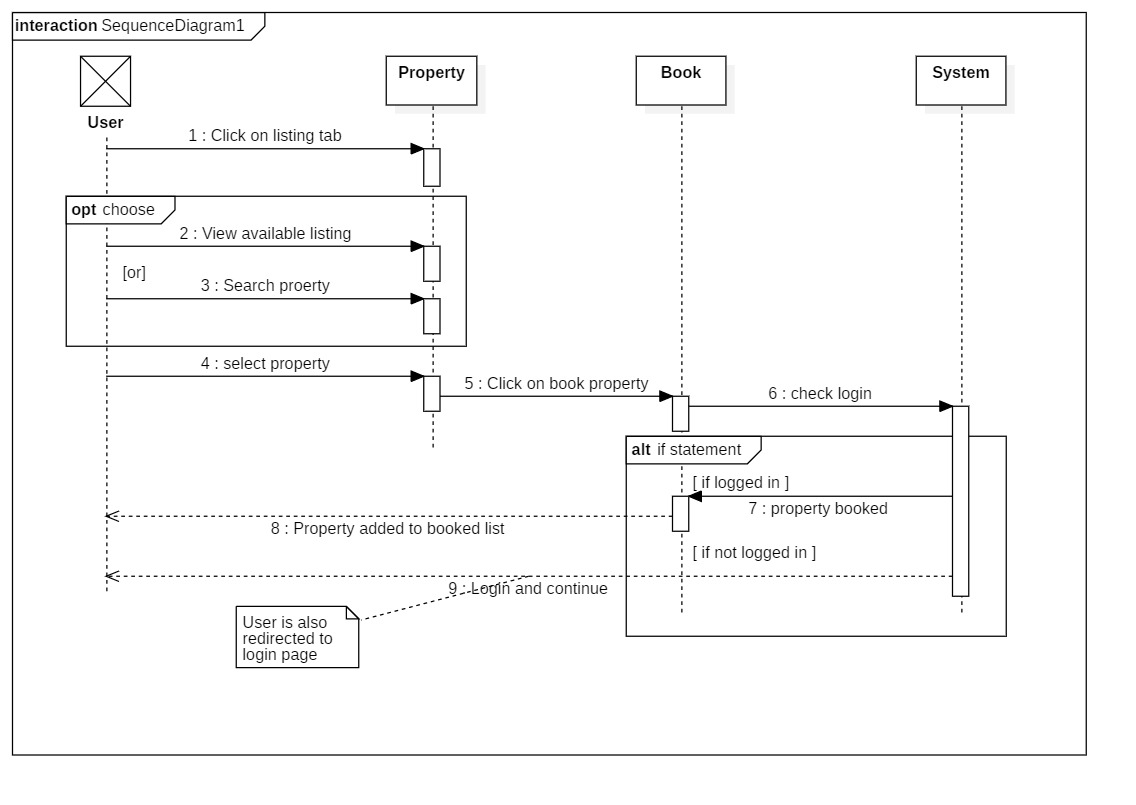 interaction SequenceDiagram1
Property
Book
System
User
1 : Click on listing tab
opt choose
2 : View available listing
[or]
3 : Search proerty
4 : select property
5 : Click on book property
6 : check login
alt if statement
[ if logged in ]
7 : property booked
8 : Property added to booked list
[ if not logged in ]
9 : Login and continue
User is also
redirected to
login page